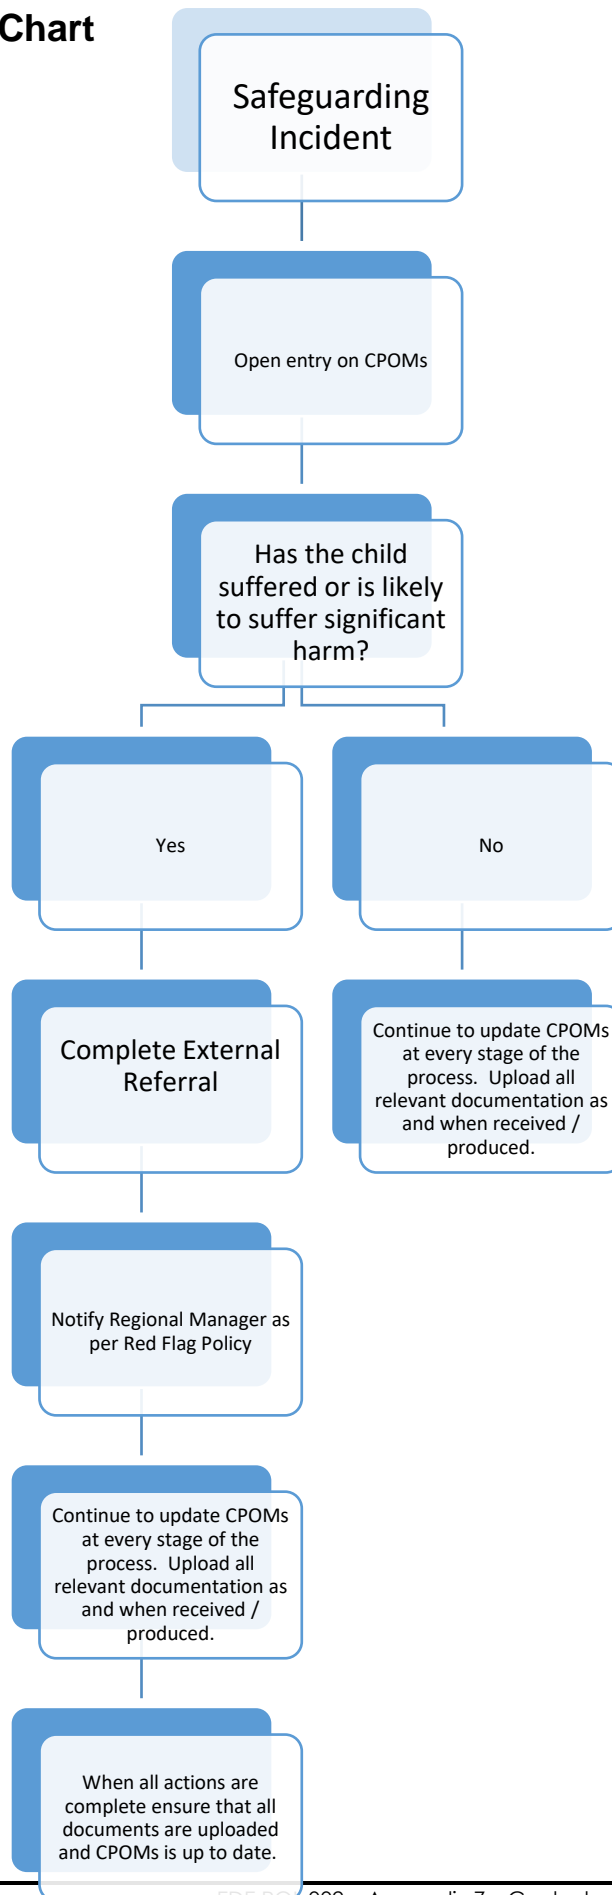 Chart
Safeguarding
Incident
Open entry on CPOMs
Has the child
suffered or is likely
to suffer significant
harm?
Yes
No
Complete External
Referral
Continue to update CPOMs
at every stage of the
process. Upload all
relevant documentation as
and when received /
produced.
Notify Regional Manager as
per Red Flag Policy
Continue to update CPOMs
at every stage of the
process. Upload all
relevant documentation as
and when received /
produced.
When all actions are
complete ensure that all
documents are uploaded
and CPOMs is up to date.